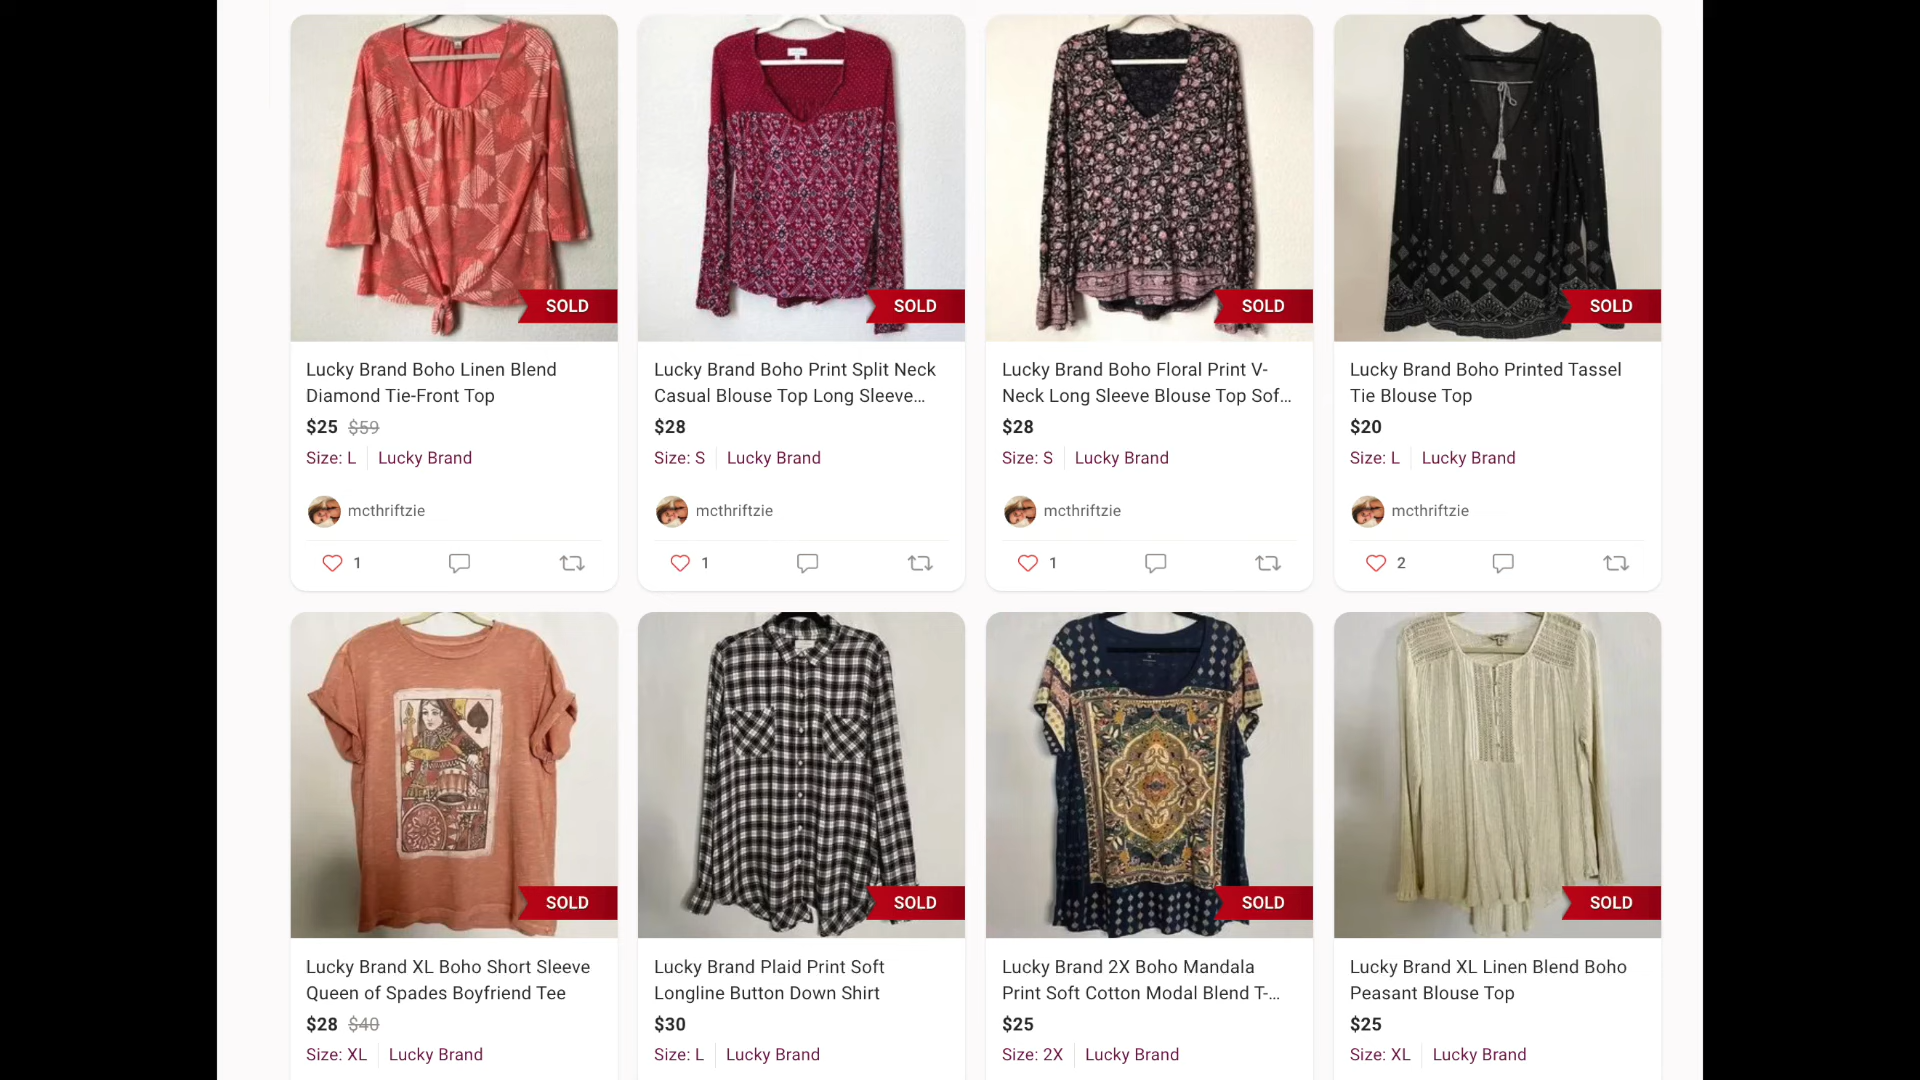 SOLD
SOLD
SOLD
SOLD
Lucky Brand Boho Linen Blend
Diamond Tie-Front Top
$25 $59
Size: L Lucky Brand
mcthriftzie
1
Lucky Brand Boho Print Split Neck
Casual Blouse Top Long Sleeve...
$28
Size: S Lucky Brand
mcthriftzie
1
Lucky Brand Boho Floral Print V-
Neck Long Sleeve Blouse Top Sof...
$28
Size: S Lucky Brand
mcthriftzie
1
Lucky Brand Boho Printed Tassel
Tie Blouse Top
$20
Size: L Lucky Brand
mcthriftzie
2
SOLD
SOLD
SOLD
SOLD
Lucky Brand XL Boho Short Sleeve
Queen of Spades Boyfriend Tee
$28 $40
Size: XL Lucky Brand
Lucky Brand Plaid Print Soft
Longline Button Down Shirt
$30
Size: L Lucky Brand
Lucky Brand 2X Boho Mandala
Print Soft Cotton Modal Blend T-...
$25
Size: 2X Lucky Brand
Lucky Brand XL Linen Blend Boho
Peasant Blouse Top
$25
Size: XL Lucky Brand